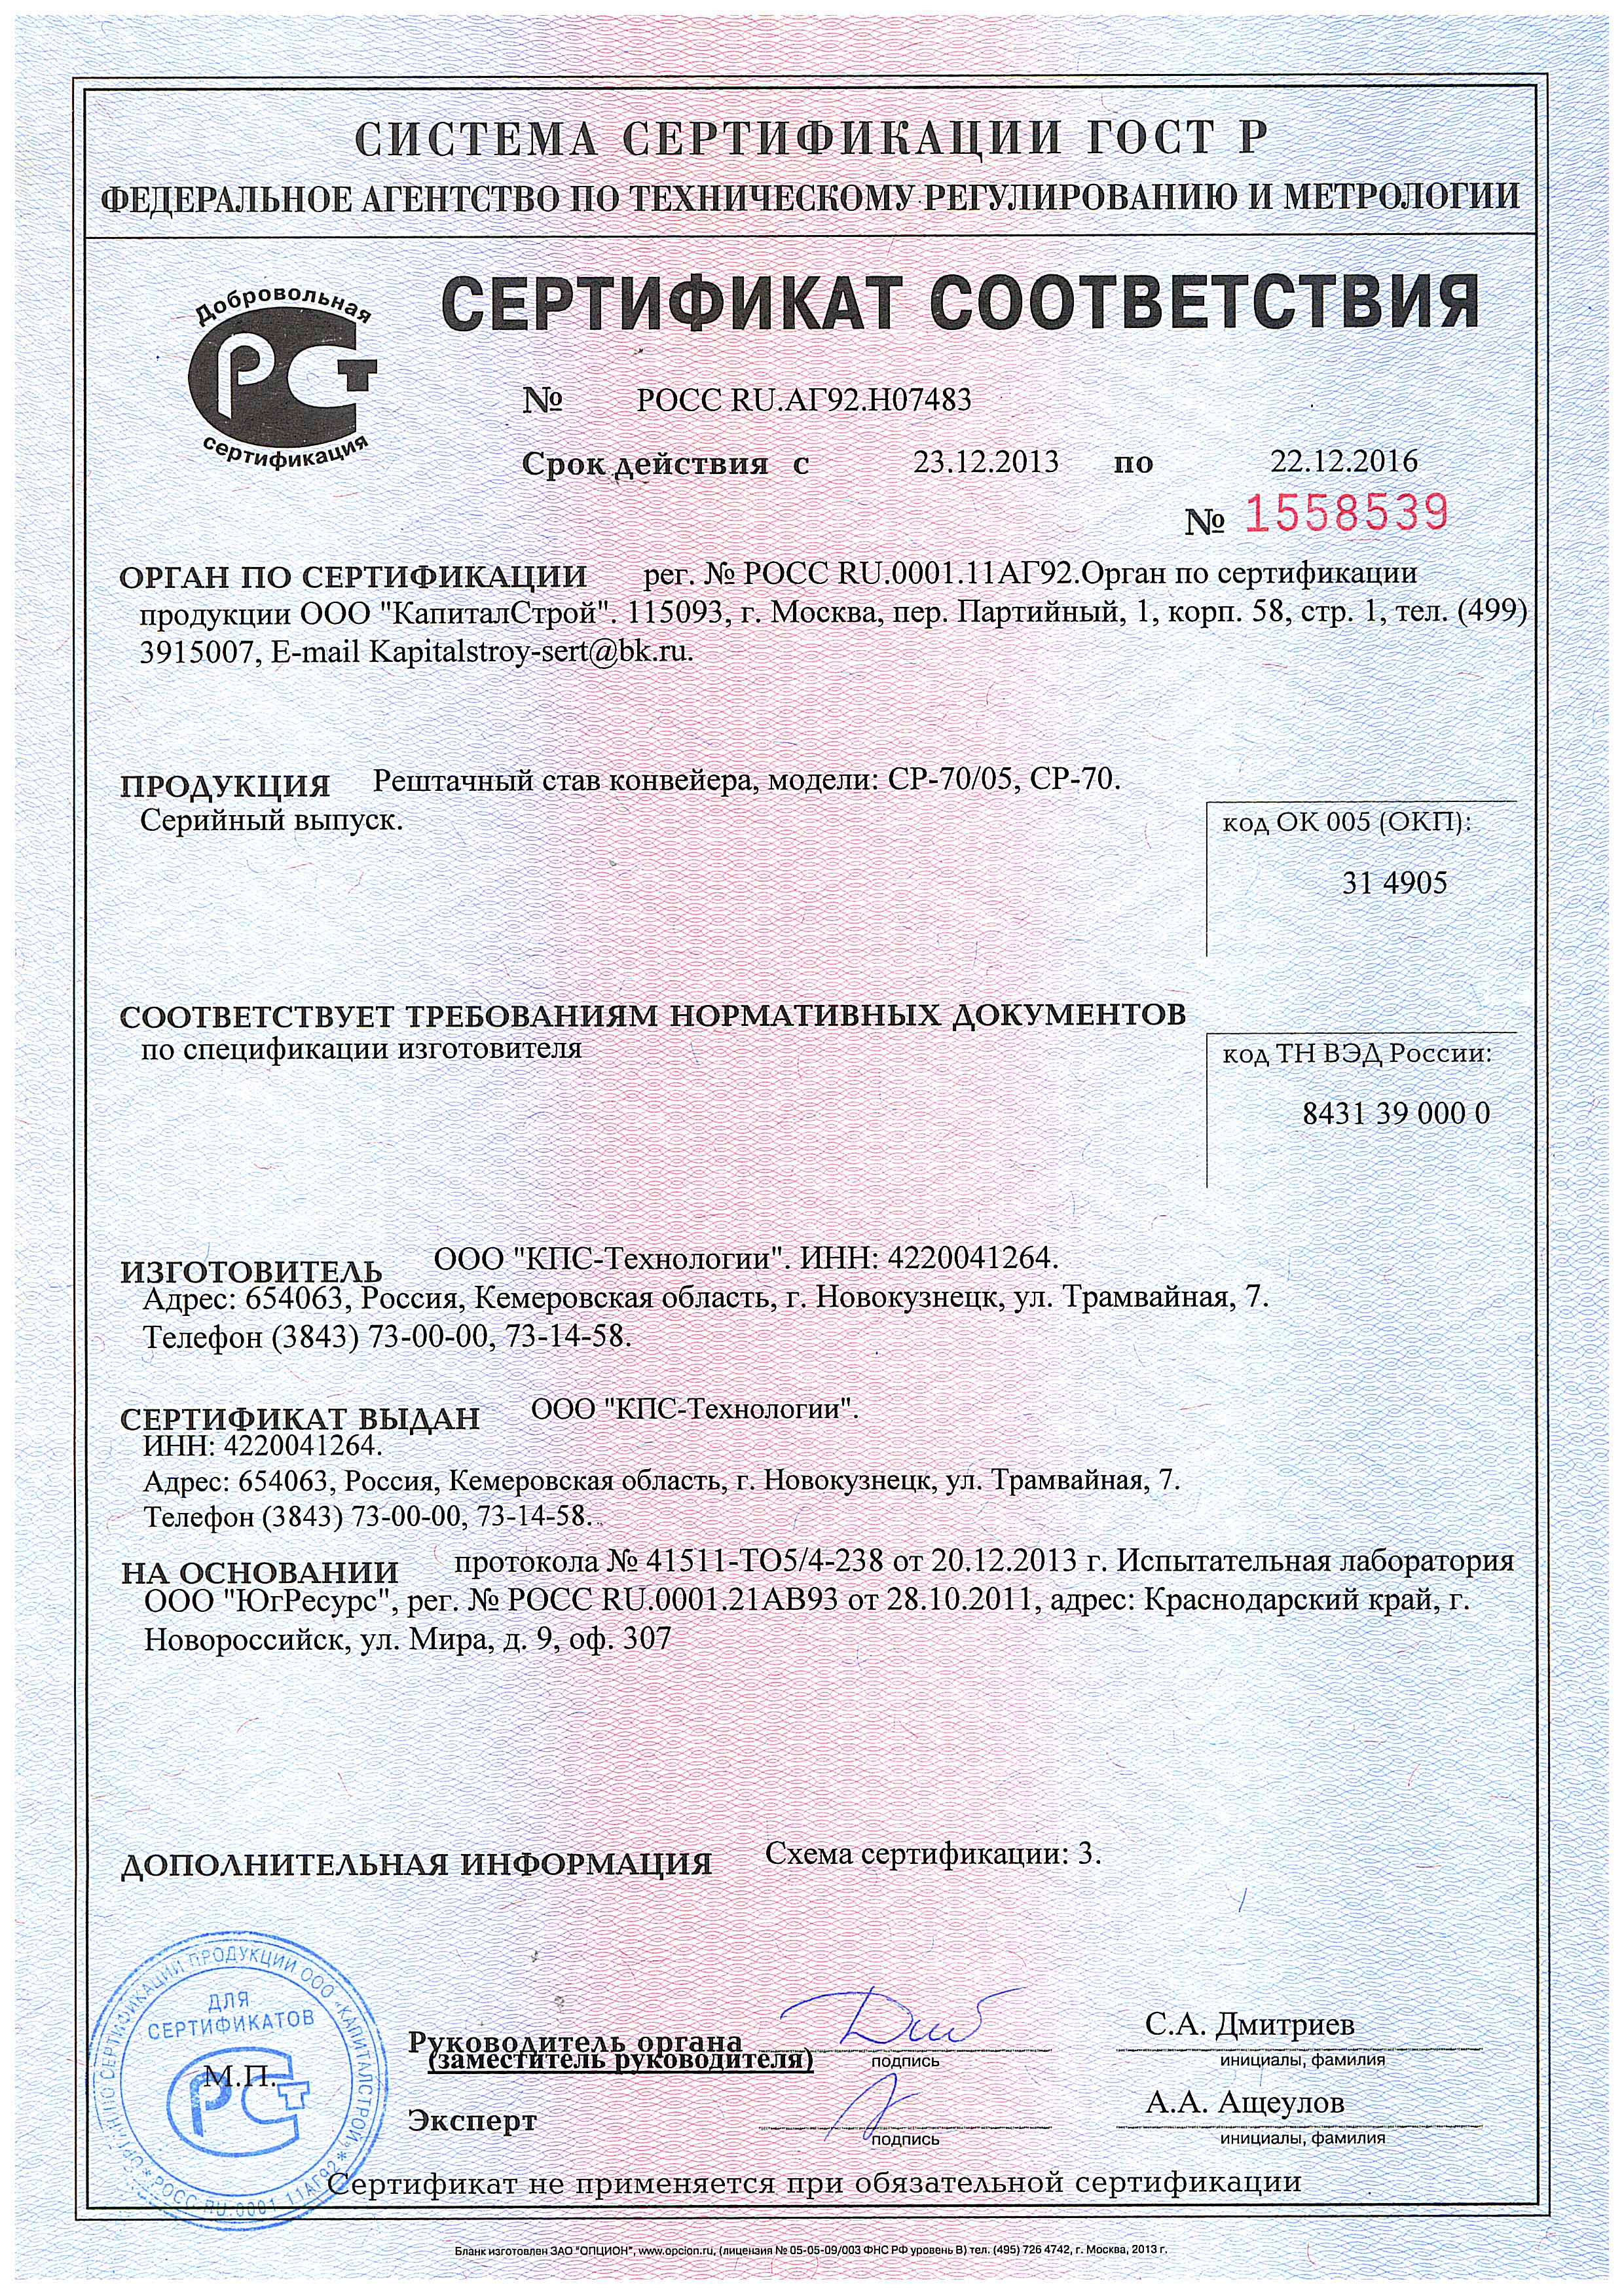 СИСТЕМА СЕРТИФИКАЦИИ ГОСТ Р
ФЕДЕРАЛЬНОЕ АГЕНТСТВО ПО ТЕХНИЧЕСКОМУ РЕГУЛИРОВАНИЮ И МЕТРОЛОГИИ
Добровольная
РСТ
сертификация
СЕРТИФИКАТ СООТВЕТСТВИЯ
№ РОСС RU.АГ92.Н07483
Срок действия с 23.12.2013 по 22.12.2016
№ 1558539
ОРГАН ПО СЕРТИФИКАЦИИ рег. № РОСС RU.0001.11АГ92.Орган по сертификации
продукции ООО "КапиталСтрой". 115093, г. Москва, пер. Партийный, 1, корп. 58, стр. 1, тел. (499)
3915007, E-mail Kapitalstroy-sert@bk.ru.
ПРОДУКЦИЯ Рештачный став конвейера, модели: СР-70/05, СР-70.
Серийный выпуск.
код ОК 005 (ОКП):
31 4905
СООТВЕТСТВУЕТ ТРЕБОВАНИЯМ НОРМАТИВНЫХ ДОКУМЕНТОВ
по спецификации изготовителя
код ТН ВЭД России:
8431 39 000 0
ИЗГОТОВИТЕЛЬ ООО "КПС-Технологии". ИНН: 4220041264.
Адрес: 654063, Россия, Кемеровская область, г. Новокузнецк, ул. Трамвайная, 7.
Телефон (3843) 73-00-00, 73-14-58.
СЕРТИФИКАТ ВЫДАН ООО "КПС-Технологии".
ИНН: 4220041264.
Адрес: 654063, Россия, Кемеровская область, г. Новокузнецк, ул. Трамвайная, 7.
Телефон (3843) 73-00-00, 73-14-58.
НА ОСНОВАНИИ протокола № 41511-ТО5/4-238 от 20.12.2013 г. Испытательная лаборатория
ООО "ЮгРесурс", рег. № РОСС RU.0001.21АВ93 от 28.10.2011, адрес: Краснодарский край, г.
Новороссийск, ул. Мира, д. 9, оф. 307
ДОПОЛНИТЕЛЬНАЯ ИНФОРМАЦИЯ Схема сертификации: 3.
ОРГАН ПО СЕРТИФИКАЦИИ ПРОДУКЦИИ ООО «КАПИТАЛСТРОЙ» * РОСС RU.0001.11АГ92 *
ДЛЯ
СЕРТИФИКАТОВ
РСТ
М.П.
Руководитель органа С.А. Дмитриев
(заместитель руководителя) подпись инициалы, фамилия
Эксперт А.А. Ащеулов
подпись инициалы, фамилия
Сертификат не применяется при обязательной сертификации
Бланк изготовлен ЗАО "ОПЦИОН", www.opcion.ru, (лицензия № 05-05-09/003 ФНС РФ уровень В) тел. (495) 726 4742, г. Москва, 2013 г.